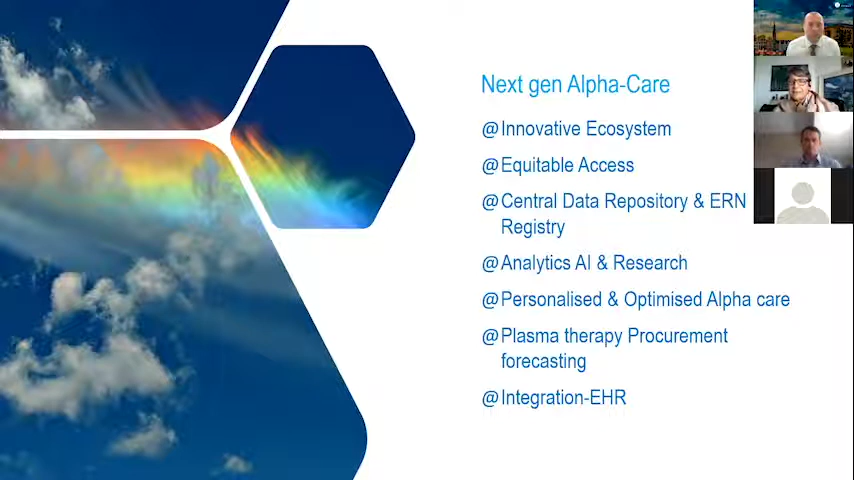 Next gen Alpha-Care
@Innovative Ecosystem
@Equitable Access
@Central Data Repository & ERN
Registry
@Analytics AI & Research
@Personalised & Optimised Alpha care
@Plasma therapy Procurement
forecasting
@Integration-EHR